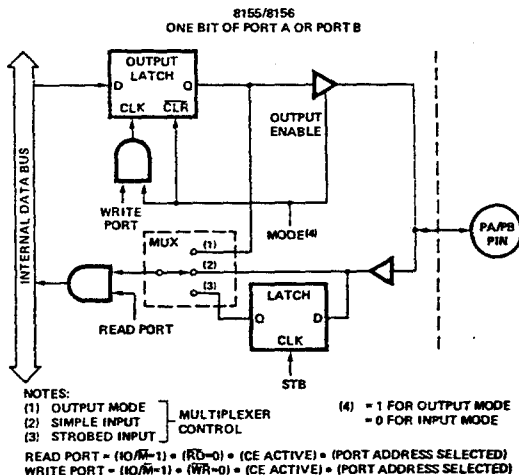 8155/8156
ONE BIT OF PORT A OR PORT B
OUTPUT
LATCH
D
Q
CLK
CLR
OUTPUT
ENABLE
INTERNAL DATA BUS
WRITE
PORT
MODE(4)
PA/PB
PIN
MUX
(1)
(2)
(3)
READ PORT
LATCH
Q
D
CLK
STB
NOTES:
(1) OUTPUT MODE
(2) SIMPLE INPUT
(3) STROBED INPUT
MULTIPLEXER
CONTROL
(4) = 1 FOR OUTPUT MODE
= 0 FOR INPUT MODE
READ PORT = (IO/M̅=1) • (R̅D̅=0) • (CE ACTIVE) • (PORT ADDRESS SELECTED)
WRITE PORT = (IO/M̅=1) • (W̅R̅=0) • (CE ACTIVE) • (PORT ADDRESS SELECTED)